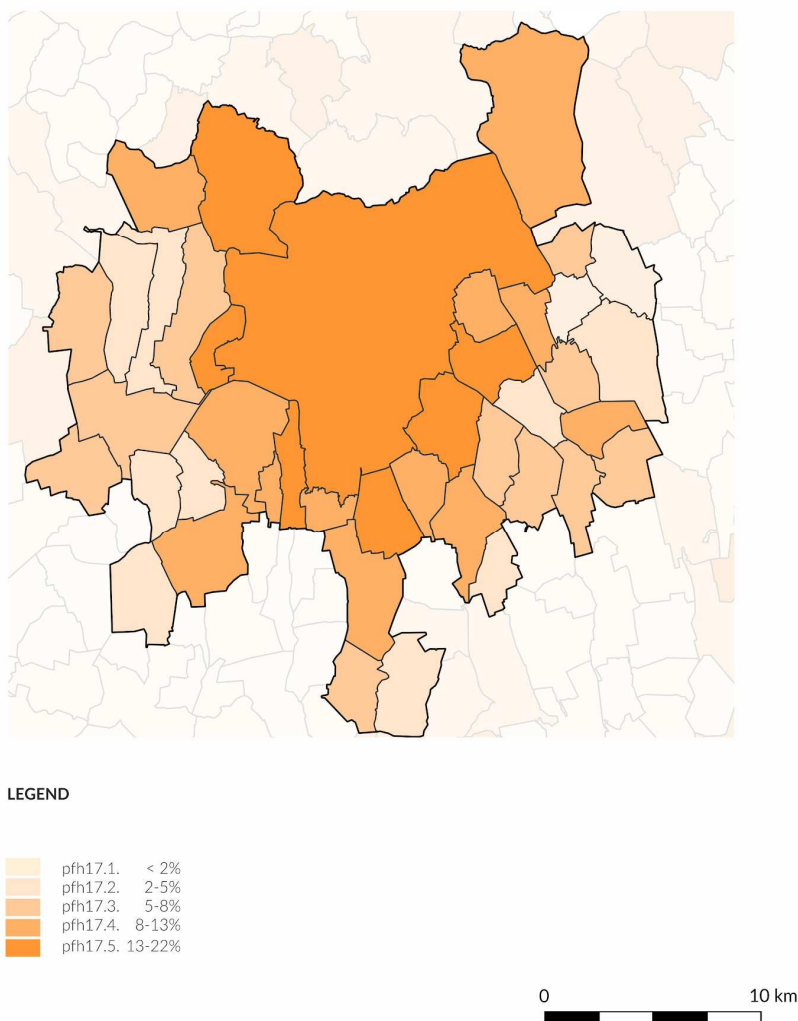 LEGEND
pfh17.1. < 2%
pfh17.2. 2-5%
pfh17.3. 5-8%
pfh17.4. 8-13%
pfh17.5. 13-22%
0 10 km